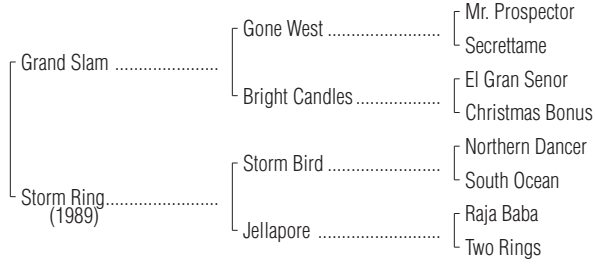 Mr. Prospector
Gone West ......................
Secrettame
Grand Slam ......................
El Gran Senor
Bright Candles .................
Christmas Bonus
Northern Dancer
Storm Bird .......................
South Ocean
Storm Ring........................
(1989)
Raja Baba
Jellapore .........................
Two Rings